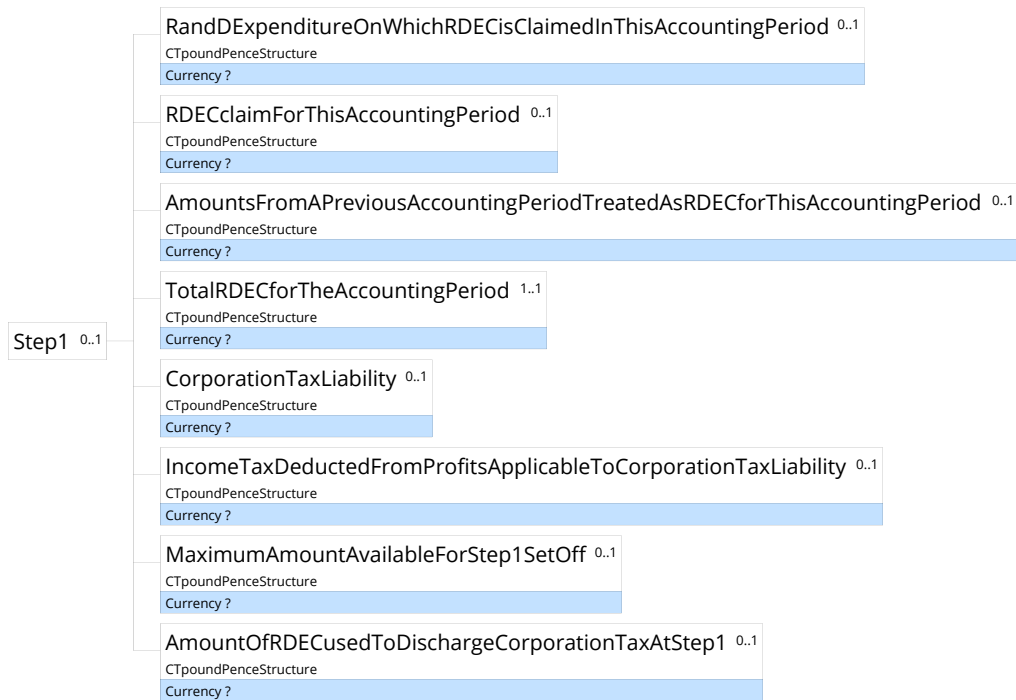 RandDExpenditureOnWhichRDECisClaimedInThisAccountingPeriod 0..1
CTpoundPenceStructure
Currency ?
RDECclaimForThisAccountingPeriod 0..1
CTpoundPenceStructure
Currency ?
AmountsFromAPreviousAccountingPeriodTreatedAsRDECforThisAccountingPeriod 0..1
CTpoundPenceStructure
Currency ?
TotalRDECforTheAccountingPeriod 1..1
CTpoundPenceStructure
Currency ?
Step1 0..1
CorporationTaxLiability 0..1
CTpoundPenceStructure
Currency ?
IncomeTaxDeductedFromProfitsApplicableToCorporationTaxLiability 0..1
CTpoundPenceStructure
Currency ?
MaximumAmountAvailableForStep1SetOff 0..1
CTpoundPenceStructure
Currency ?
AmountOfRDECusedToDischargeCorporationTaxAtStep1 0..1
CTpoundPenceStructure
Currency ?